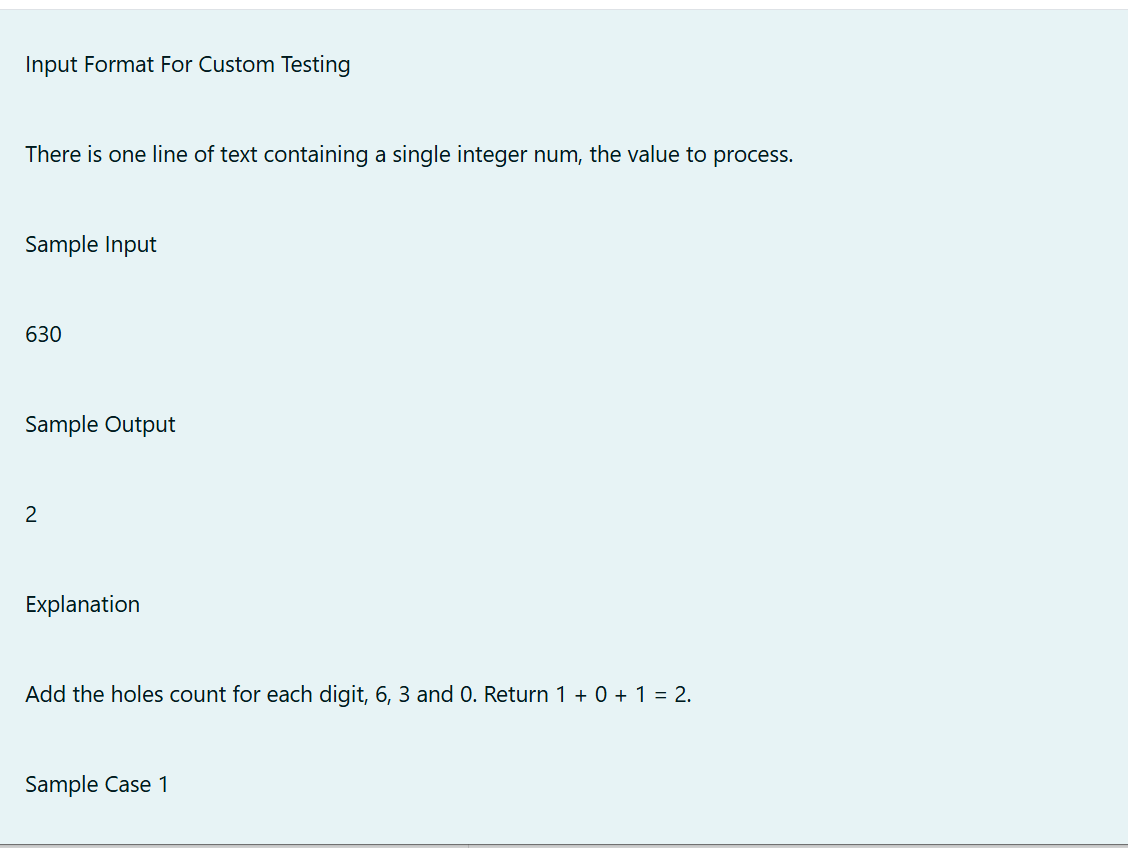 Input Format For Custom Testing
There is one line of text containing a single integer num, the value to process.
Sample Input
630
Sample Output
2
Explanation
Add the holes count for each digit, 6, 3 and 0. Return 1 + 0 + 1 = 2.
Sample Case 1